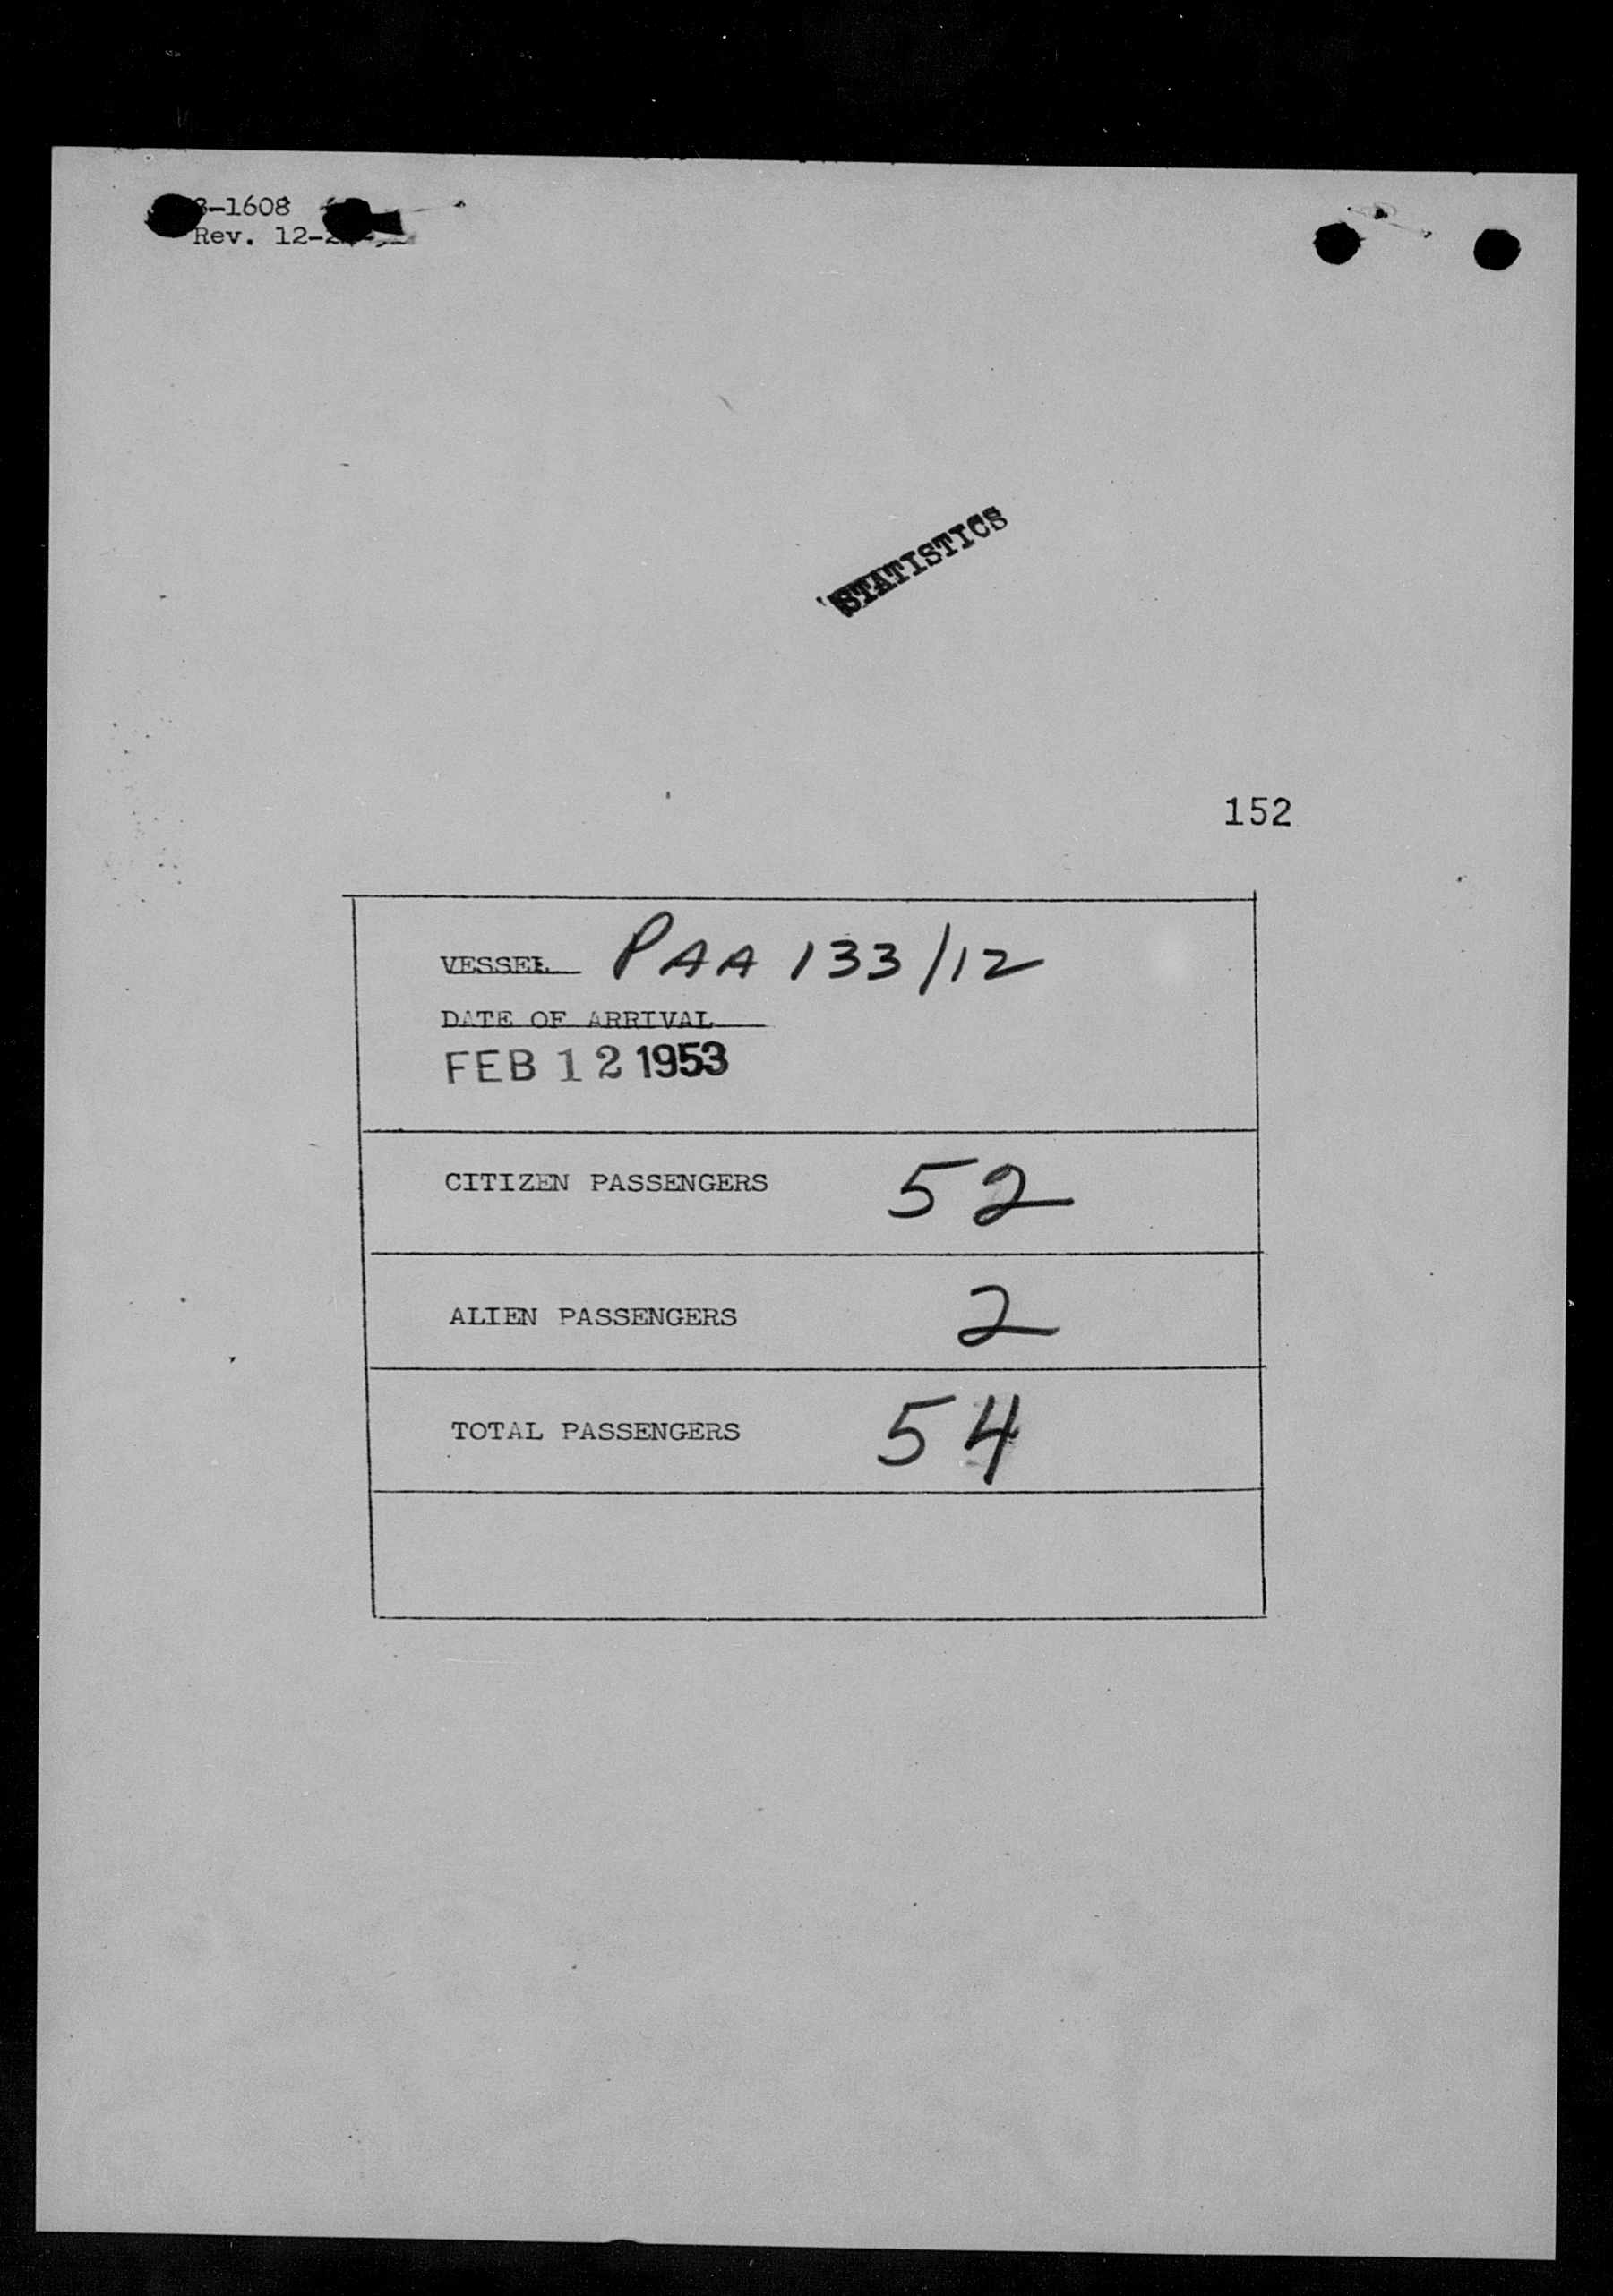 3-1608
Rev. 12-
STATISTICS
152
VESSEL PAA 133/12
DATE OF ARRIVAL
FEB 12 1953
CITIZEN PASSENGERS 52
ALIEN PASSENGERS 2
TOTAL PASSENGERS 54